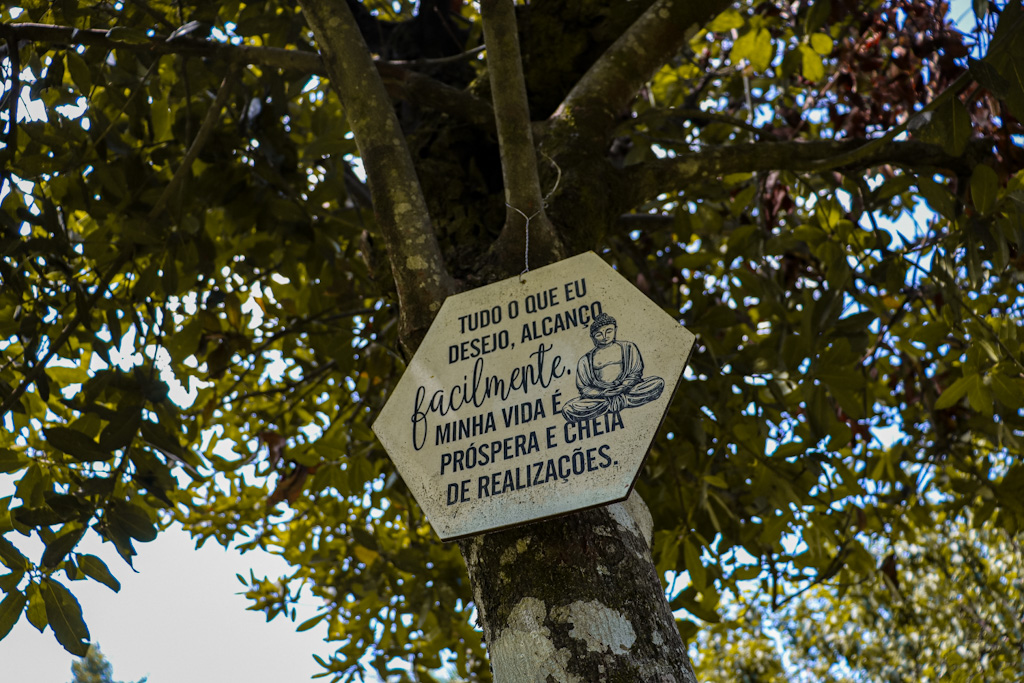 TUDO O QUE EU
DESEJO, ALCANÇO
facilmente.
MINHA VIDA É
PRÓSPERA E CHEIA
DE REALIZAÇÕES.